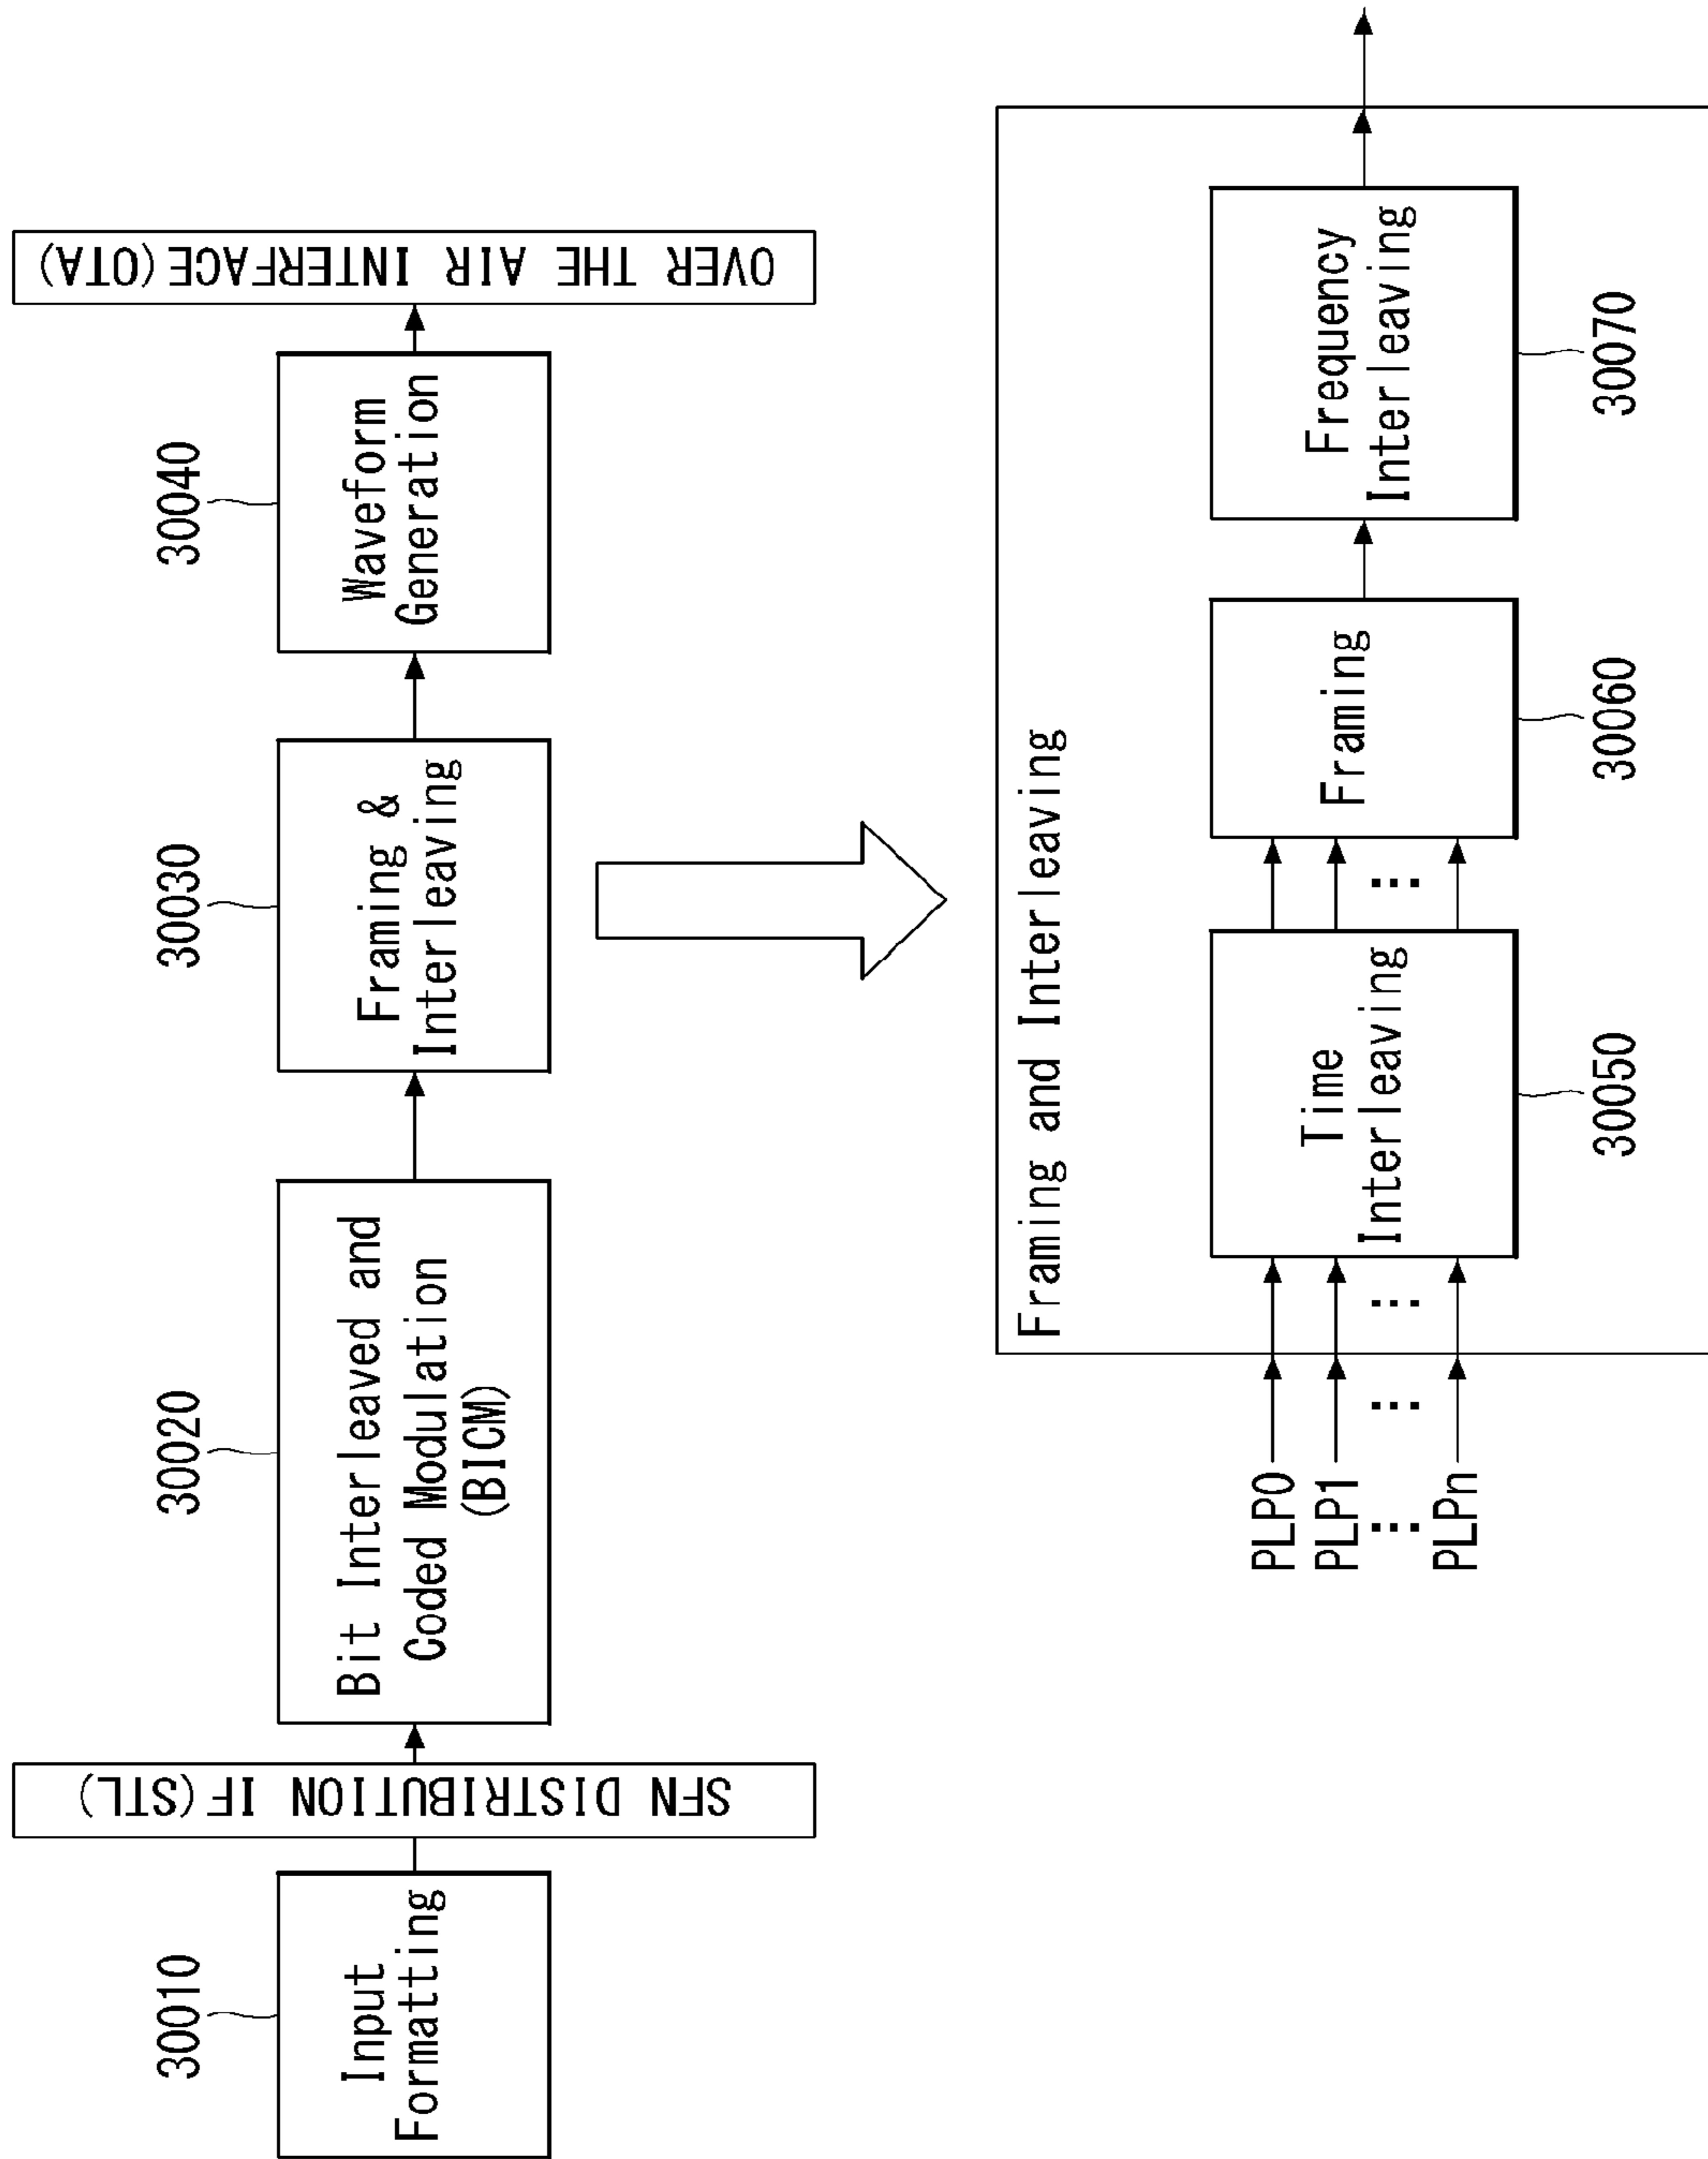 30010
Input
Formatting
SFN DISTRIBUTION IF(STL)
30020
Bit Interleaved and
Coded Modulation
(BICM)
30030
Framing &
Interleaving
30040
Waveform
Generation
OVER THE AIR INTERFACE(OTA)
Framing and Interleaving
PLP0
PLP1
PLPn
Time
Interleaving
30050
Framing
30060
Frequency
Interleaving
30070